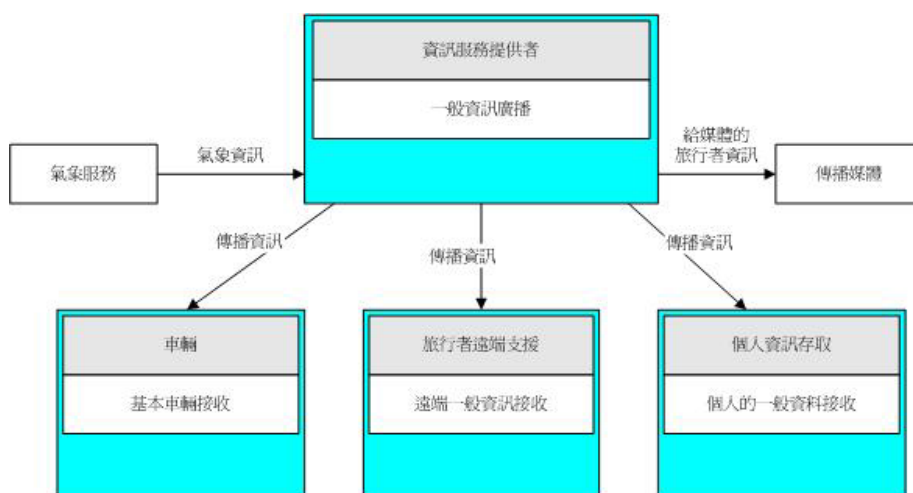 資訊服務提供者
一般資訊廣播
氣象服務
氣象資訊
給媒體的
旅行者資訊
傳播媒體
傳播資訊
傳播資訊
傳播資訊
車輛
基本車輛接收
旅行者遠端支援
遠端一般資訊接收
個人資訊存取
個人的一般資料接收